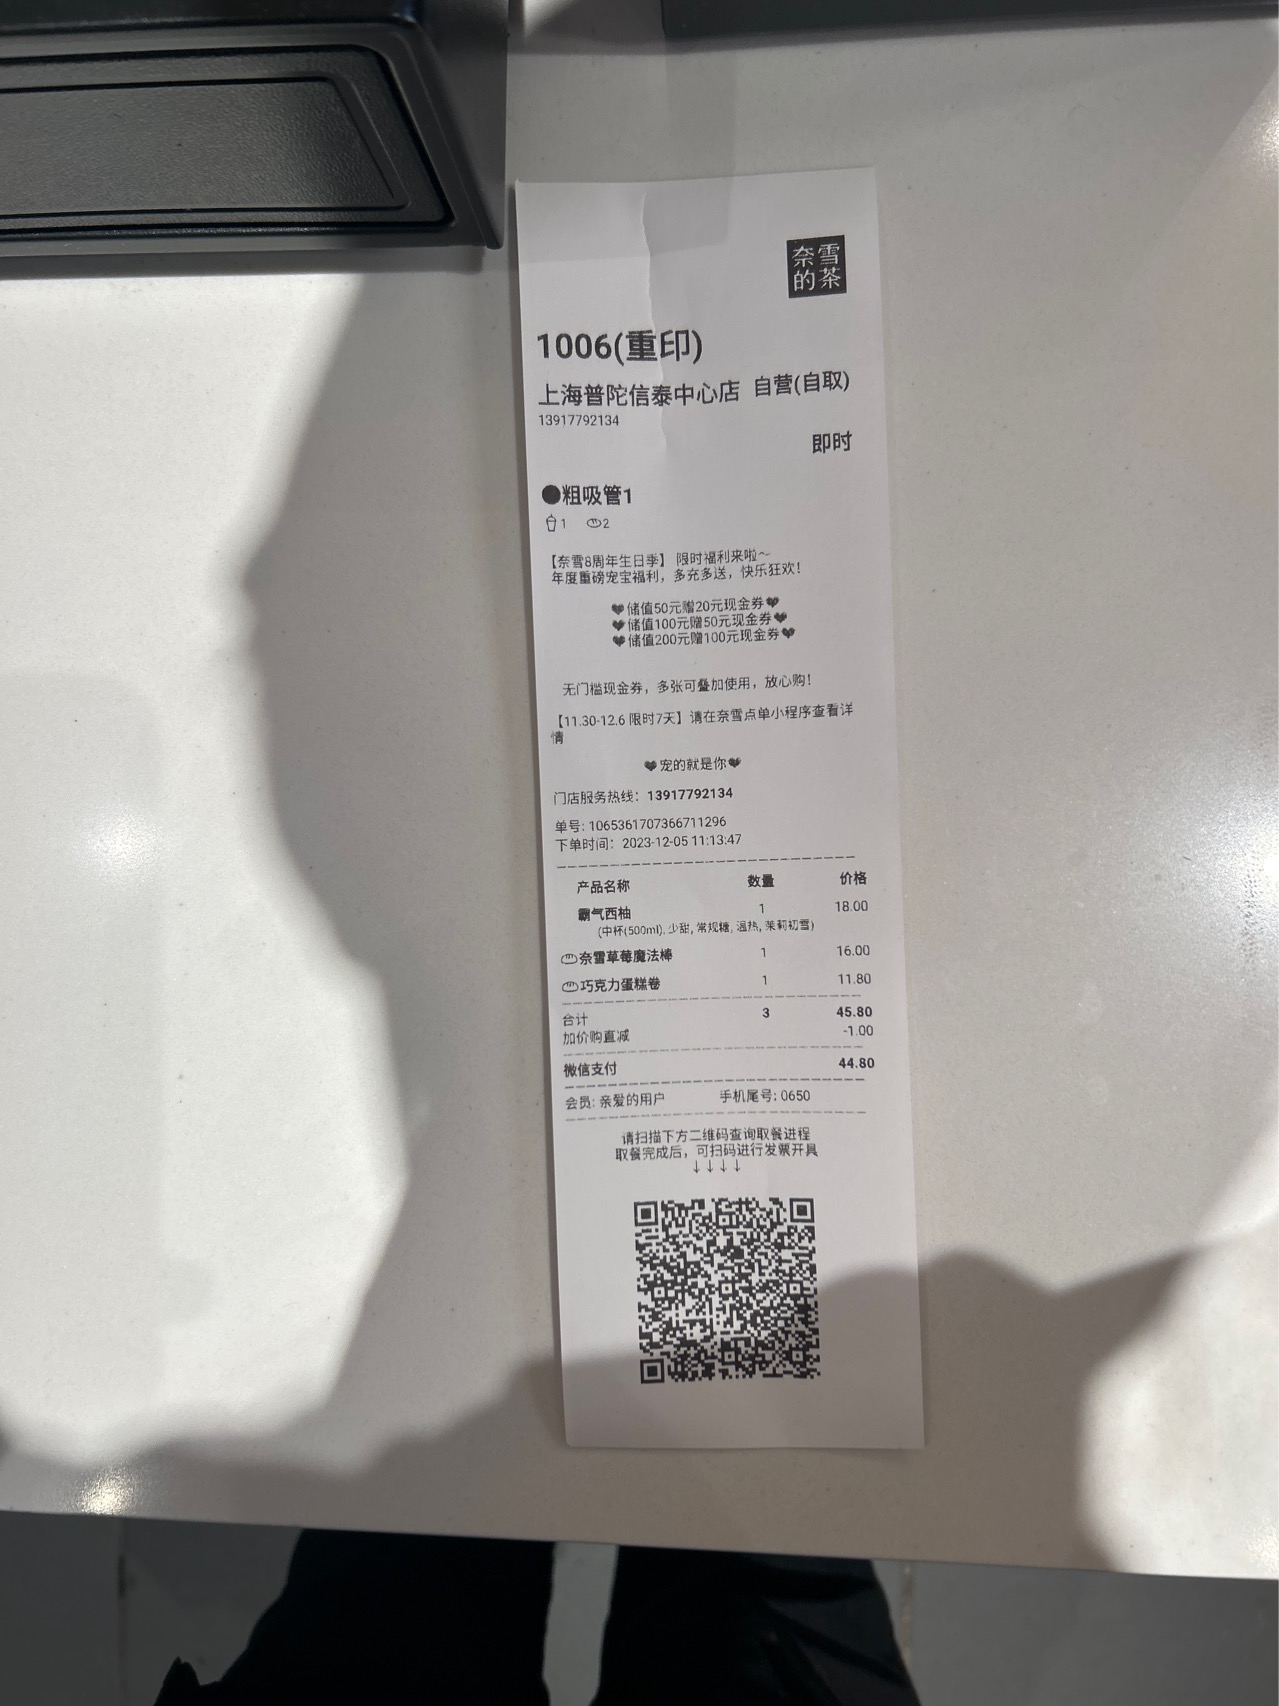 奈雪
的茶
1006(重印)
上海普陀信泰中心店 自营(自取)
13917792134
即时
●粗吸管1
1 2
【奈雪8周年生日季】 限时福利来啦～
年度重磅宠宝福利，多充多送，快乐狂欢！
♥储值50元赠20元现金券♥
♥储值100元赠50元现金券♥
♥储值200元赠100元现金券♥
无门槛现金券，多张可叠加使用，放心购！
【11.30-12.6 限时7天】请在奈雪点单小程序查看详
情
♥宠的就是你♥
门店服务热线：13917792134
单号: 1065361707366711296
下单时间：2023-12-05 11:13:47
产品名称 数量 价格
霸气西柚 1 18.00
(中杯(500ml), 少甜, 常规糖, 温热, 茉莉初雪)
奈雪草莓魔法棒 1 16.00
巧克力蛋糕卷 1 11.80
合计 3 45.80
加价购直减 -1.00
微信支付 44.80
会员: 亲爱的用户 手机尾号: 0650
请扫描下方二维码查询取餐进程
取餐完成后，可扫码进行发票开具
↓↓↓↓